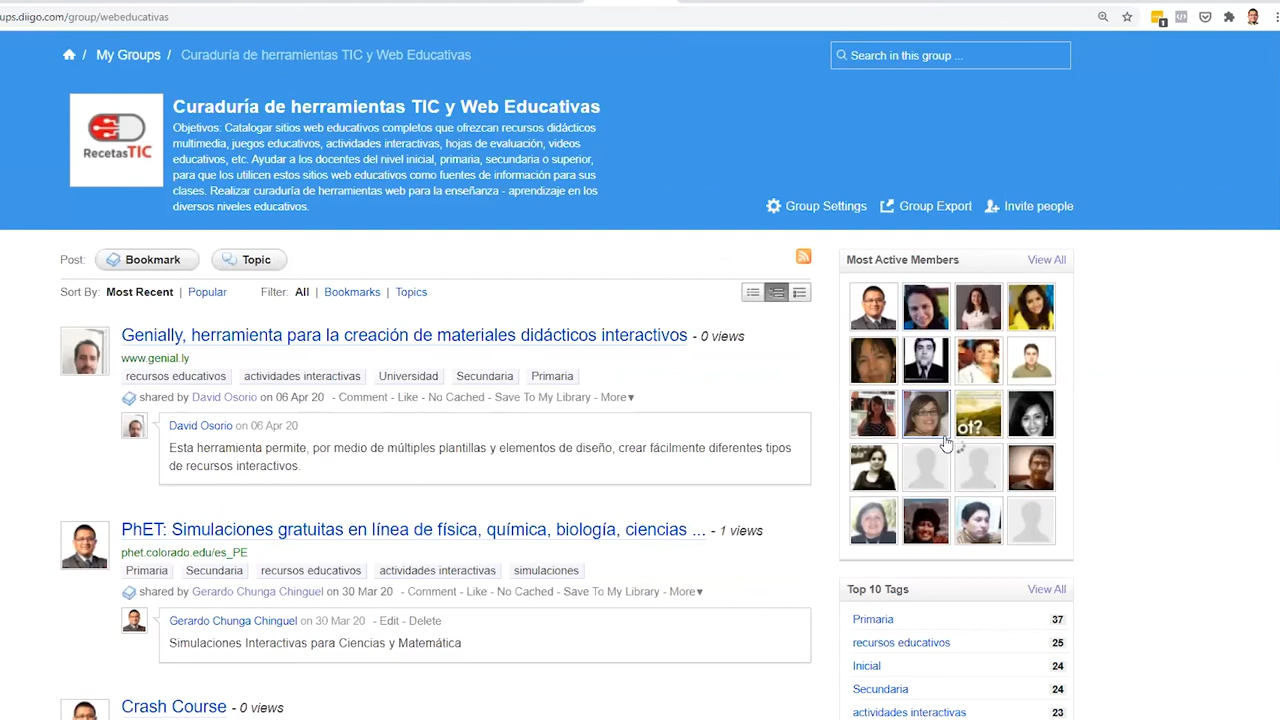 ups.diigo.com/group/webeducativas
1
/ My Groups / Curaduría de herramientas TIC y Web Educativas
Search in this group ...
RecetasTIC
Curaduría de herramientas TIC y Web Educativas
Objetivos: Catalogar sitios web educativos completos que ofrezcan recursos didácticos
multimedia, juegos educativos, actividades interactivas, hojas de evaluación, videos
educativos, etc. Ayudar a los docentes del nivel inicial, primaria, secundaria o superior,
para que los utilicen estos sitios web educativos como fuentes de información para sus
clases. Realizar curaduría de herramientas web para la enseñanza - aprendizaje en los
diversos niveles educativos.
Group Settings Group Export Invite people
Post: Bookmark Topic
Sort By: Most Recent | Popular Filter: All | Bookmarks | Topics
Genially, herramienta para la creación de materiales didácticos interactivos - 0 views
www.genial.ly
recursos educativos actividades interactivas Universidad Secundaria Primaria
shared by David Osorio on 06 Apr 20 - Comment - Like - No Cached - Save To My Library - More▼
David Osorio on 06 Apr 20
Esta herramienta permite, por medio de múltiples plantillas y elementos de diseño, crear fácilmente diferentes tipos
de recursos interactivos.
PhET: Simulaciones gratuitas en línea de física, química, biología, ciencias ... - 1 views
phet.colorado.edu/es_PE
Primaria Secundaria recursos educativos actividades interactivas simulaciones
shared by Gerardo Chunga Chinguel on 30 Mar 20 - Comment - Like - No Cached - Save To My Library - More▼
Gerardo Chunga Chinguel on 30 Mar 20 - Edit - Delete
Simulaciones Interactivas para Ciencias y Matemática
Crash Course - 0 views
Most Active Members View All
ot?
Top 10 Tags View All
Primaria 37
recursos educativos 25
Inicial 24
Secundaria 24
actividades interactivas 23